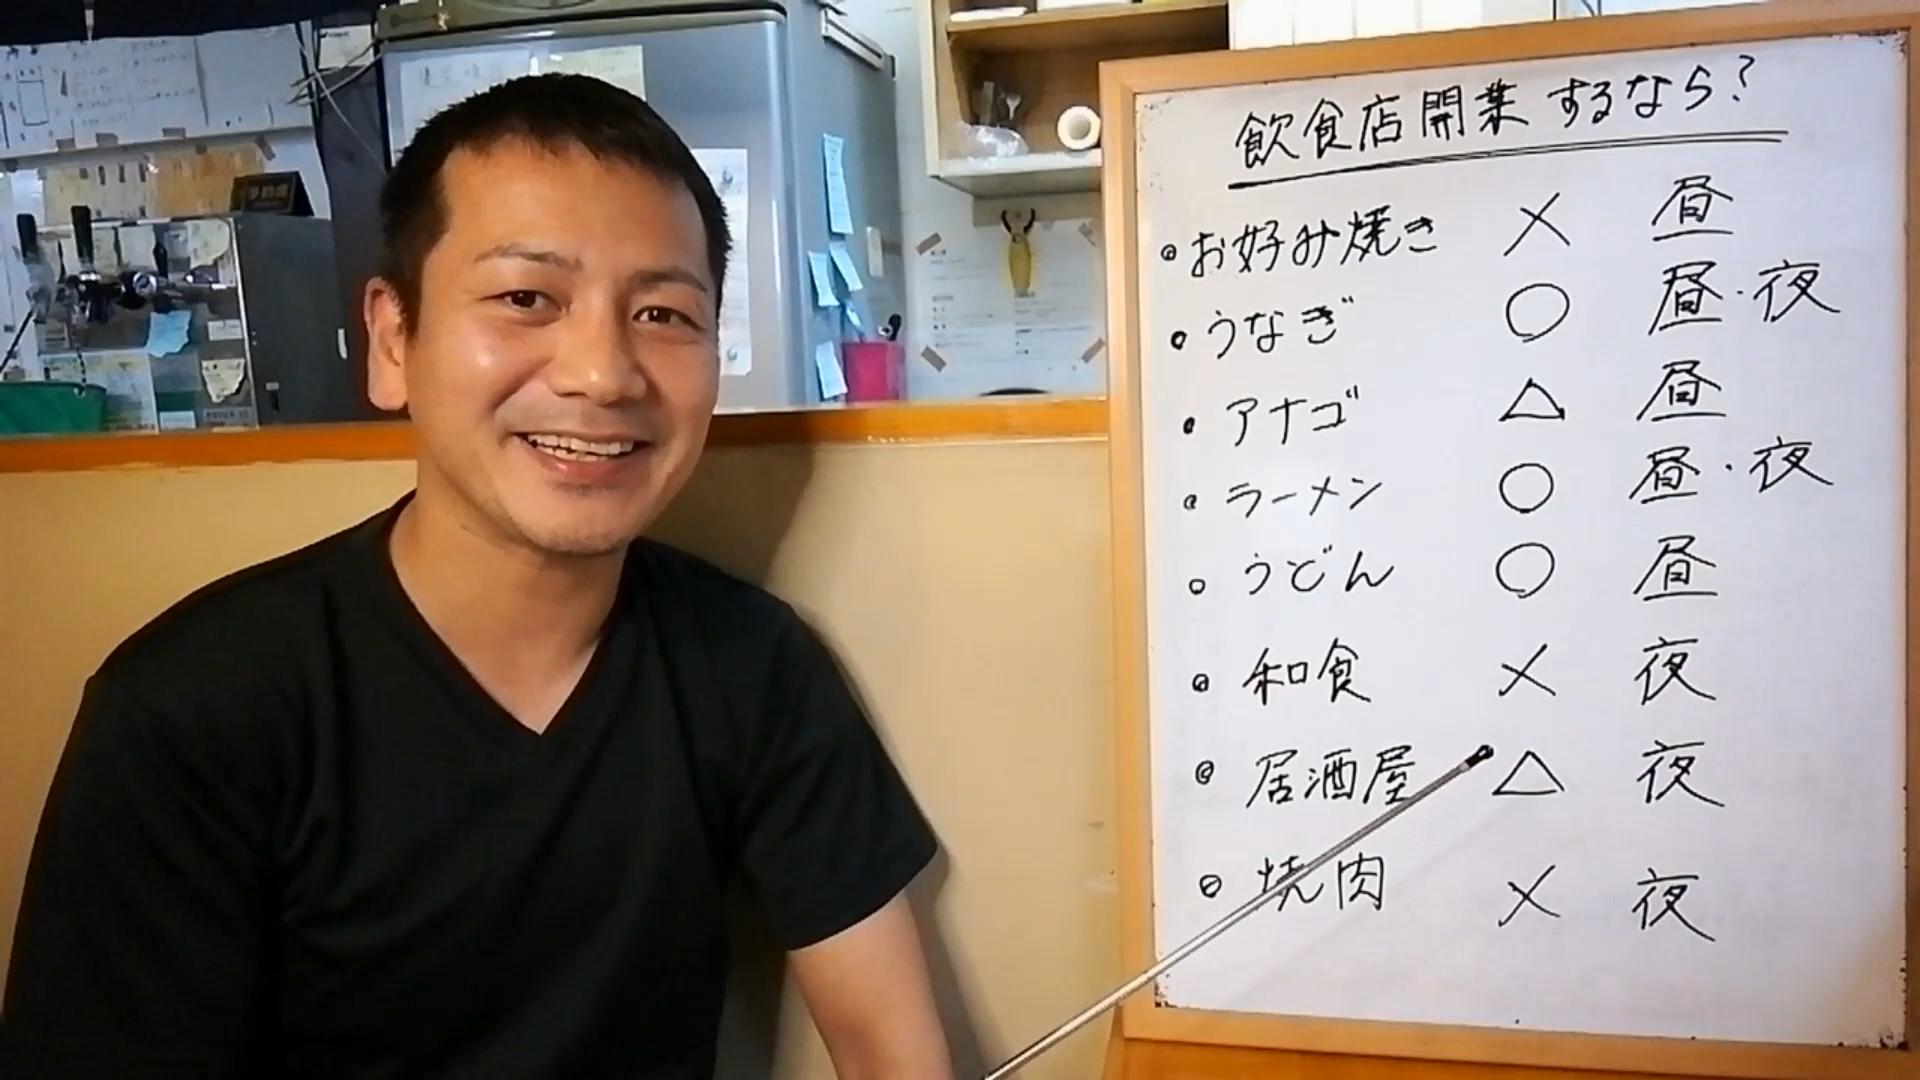 飲食店開業するなら?
お好み焼き × 昼
うなぎ ○ 昼・夜
アナゴ △ 昼
ラーメン ○ 昼・夜
うどん ○ 昼
和食 × 夜
居酒屋 △ 夜
焼肉 × 夜